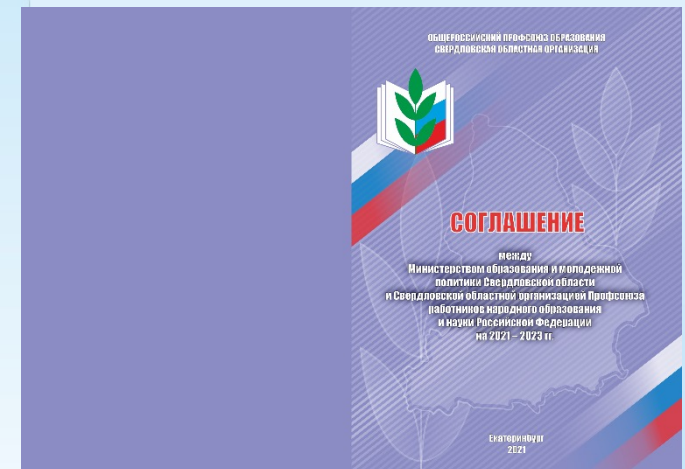 ОБЩЕРОССИЙСКИЙ ПРОФСОЮЗ ОБРАЗОВАНИЯ
СВЕРДЛОВСКАЯ ОБЛАСТНАЯ ОРГАНИЗАЦИЯ
СОГЛАШЕНИЕ
между
Министерством образования и молодежной
политики Свердловской области
и Свердловской областной организацией Профсоюза
работников народного образования
и науки Российской Федерации
на 2021 – 2023 гг.
Екатеринбург
2021